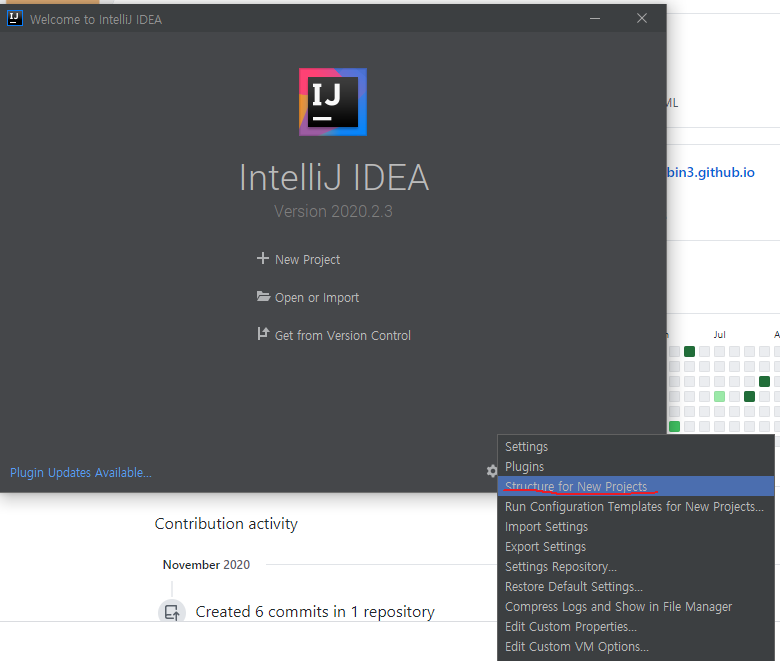 IJ Welcome to IntelliJ IDEA
ML
IJ
bin3.github.io
IntelliJ IDEA
Version 2020.2.3
New Project
Open or Import
Jul
Get from Version Control
Plugin Updates Available...
Settings
Plugins
Structure for New Projects
Run Configuration Templates for New Projects...
Import Settings
Export Settings
Settings Repository...
Restore Default Settings...
Compress Logs and Show in File Manager
Edit Custom Properties...
Edit Custom VM Options...
Contribution activity
November 2020
Created 6 commits in 1 repository